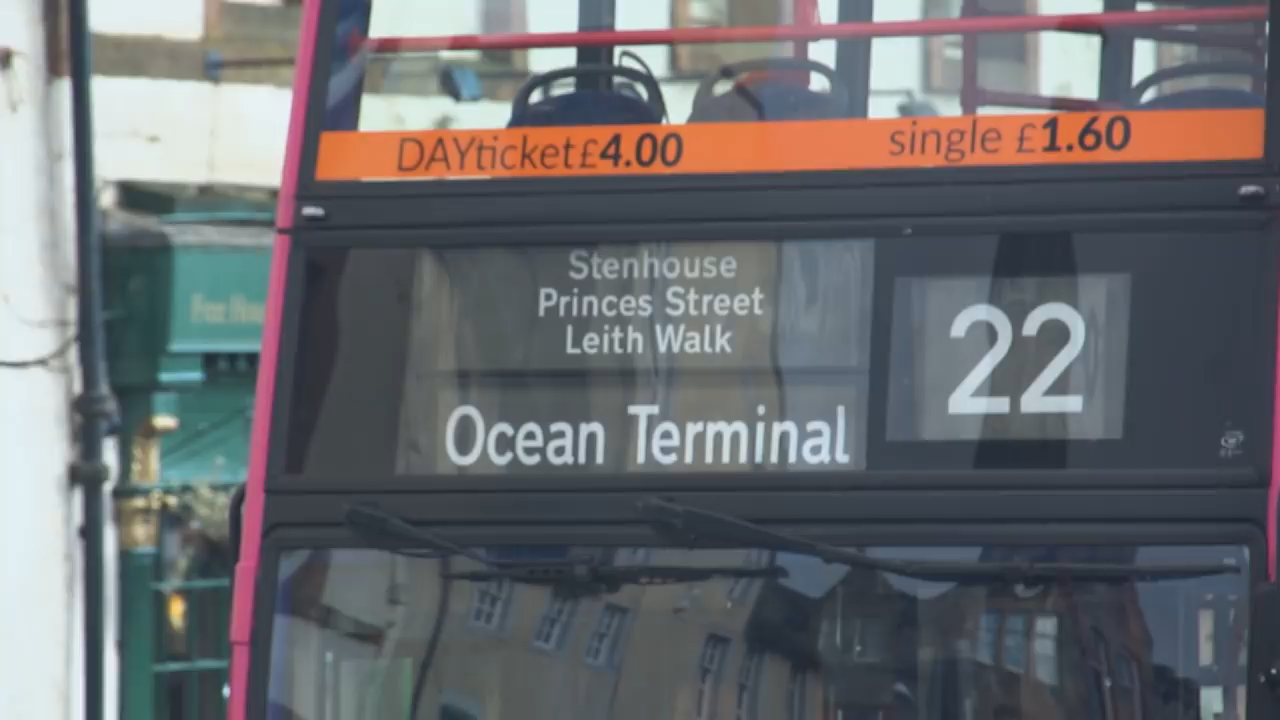 DAYticket£4.00 single £1.60
Stenhouse
Princes Street
Leith Walk
22
Ocean Terminal